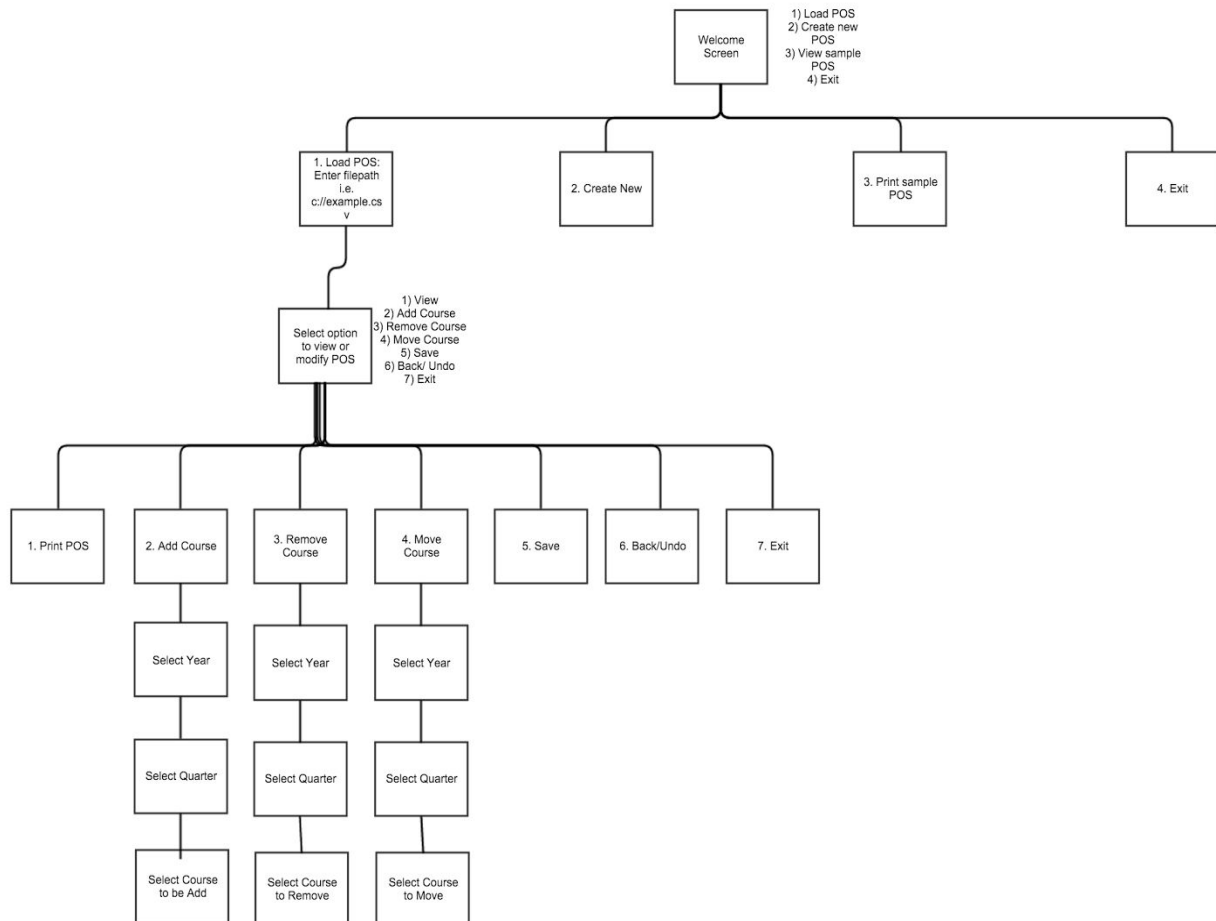 Welcome
Screen
1) Load POS
2) Create new
POS
3) View sample
POS
4) Exit
1. Load POS:
Enter filepath
i.e.
c://example.cs
v
2. Create New
3. Print sample
POS
4. Exit
Select option
to view or
modify POS
1) View
2) Add Course
3) Remove Course
4) Move Course
5) Save
6) Back/ Undo
7) Exit
1. Print POS
2. Add Course
3. Remove
Course
4. Move
Course
5. Save
6. Back/Undo
7. Exit
Select Year
Select Year
Select Year
Select Quarter
Select Quarter
Select Quarter
Select Course
to be Add
Select Course
to Remove
Select Course
to Move